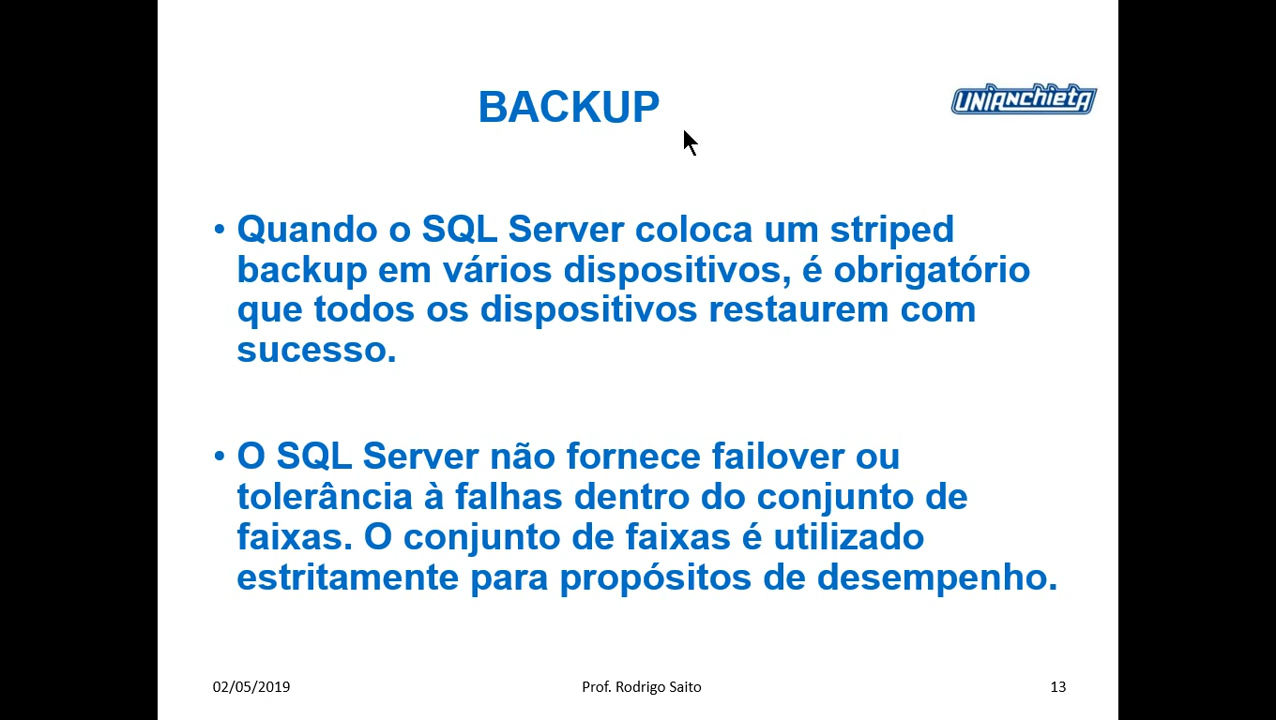 BACKUP
UNIANCHIETA
• Quando o SQL Server coloca um striped
backup em vários dispositivos, é obrigatório
que todos os dispositivos restaurem com
sucesso.
• O SQL Server não fornece failover ou
tolerância à falhas dentro do conjunto de
faixas. O conjunto de faixas é utilizado
estritamente para propósitos de desempenho.
02/05/2019
Prof. Rodrigo Saito
13